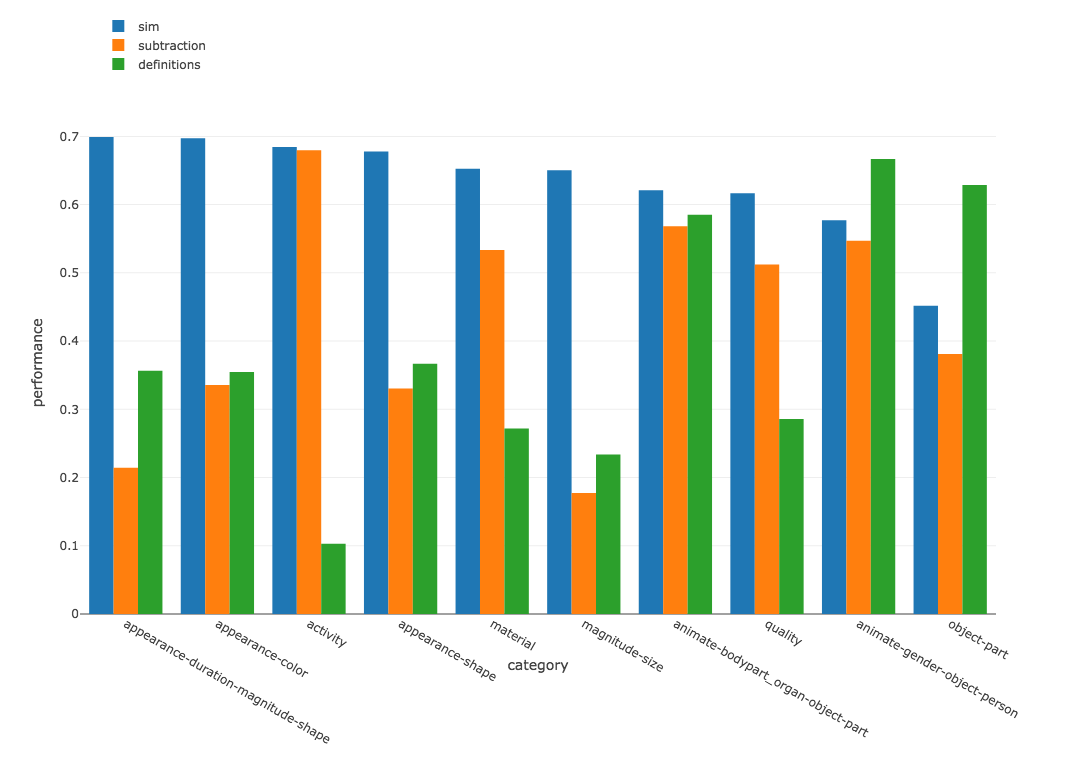 sim
subtraction
definitions
0.7
0.6
0.5
0.4
0.3
0.2
0.1
0
performance
appearance-duration-magnitude-shape
appearance-color
activity
appearance-shape
material
magnitude-size
animate-bodypart_organ-object-part
quality
animate-gender-object-person
object-part
category